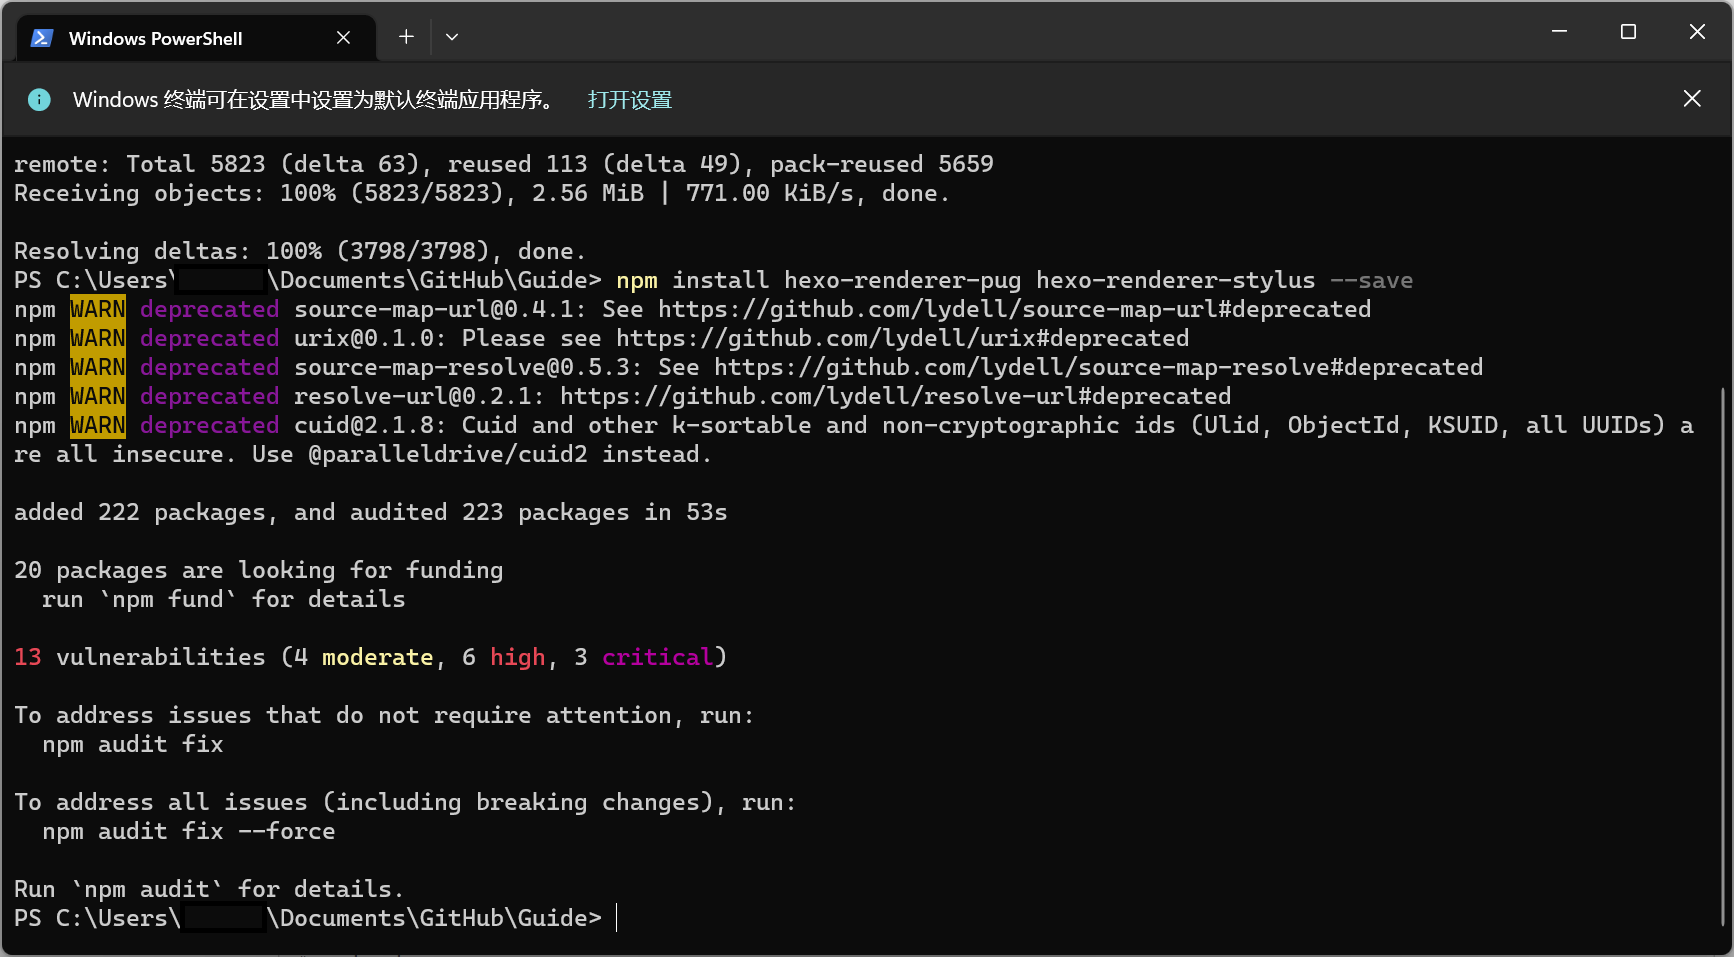 Windows PowerShell
Windows 终端可在设置中设置为默认终端应用程序。 打开设置
remote: Total 5823 (delta 63), reused 113 (delta 49), pack-reused 5659
Receiving objects: 100% (5823/5823), 2.56 MiB | 771.00 KiB/s, done.
Resolving deltas: 100% (3798/3798), done.
PS C:\Users\ \Documents\GitHub\Guide> npm install hexo-renderer-pug hexo-renderer-stylus --save
npm WARN deprecated source-map-url@0.4.1: See https://github.com/lydell/source-map-url#deprecated
npm WARN deprecated urix@0.1.0: Please see https://github.com/lydell/urix#deprecated
npm WARN deprecated source-map-resolve@0.5.3: See https://github.com/lydell/source-map-resolve#deprecated
npm WARN deprecated resolve-url@0.2.1: https://github.com/lydell/resolve-url#deprecated
npm WARN deprecated cuid@2.1.8: Cuid and other k-sortable and non-cryptographic ids (Ulid, ObjectId, KSUID, all UUIDs) a
re all insecure. Use @paralleldrive/cuid2 instead.
added 222 packages, and audited 223 packages in 53s
20 packages are looking for funding
  run `npm fund` for details
13 vulnerabilities (4 moderate, 6 high, 3 critical)
To address issues that do not require attention, run:
  npm audit fix
To address all issues (including breaking changes), run:
  npm audit fix --force
Run `npm audit` for details.
PS C:\Users\ \Documents\GitHub\Guide>